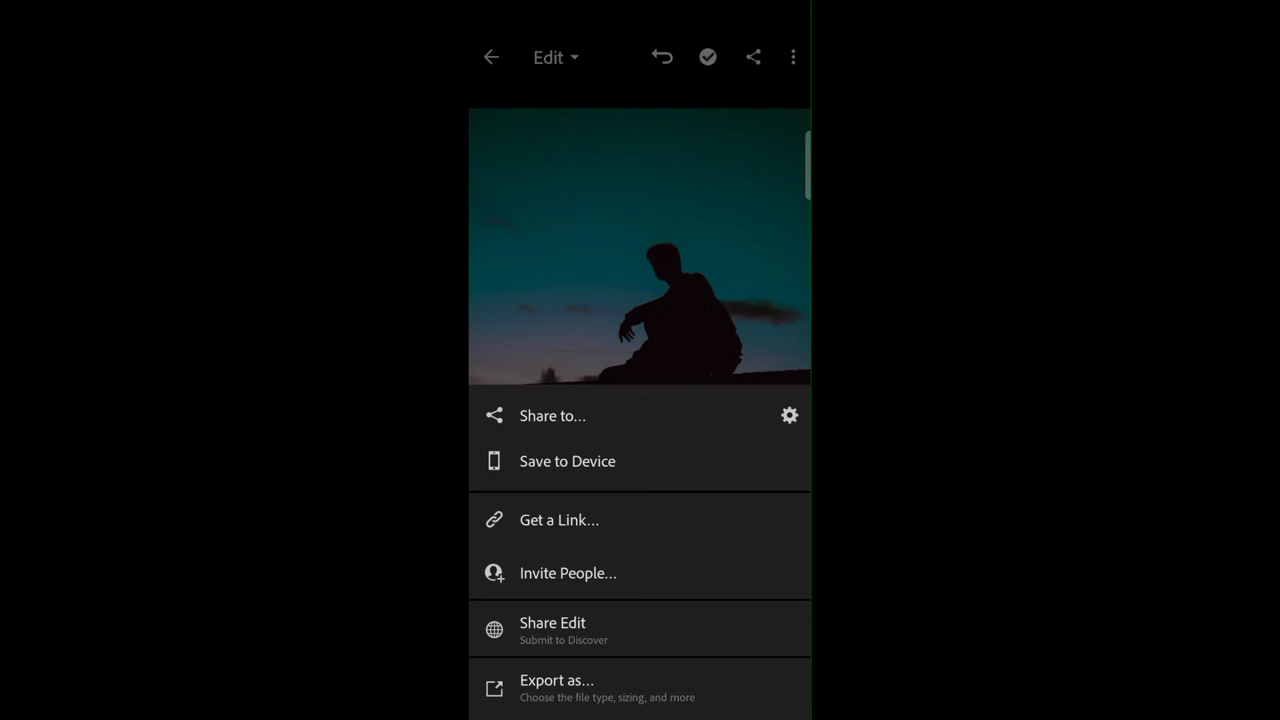 Edit
Share to...
Save to Device
Get a Link...
Invite People...
Share Edit
Submit to Discover
Export as...
Choose the file type, sizing, and more